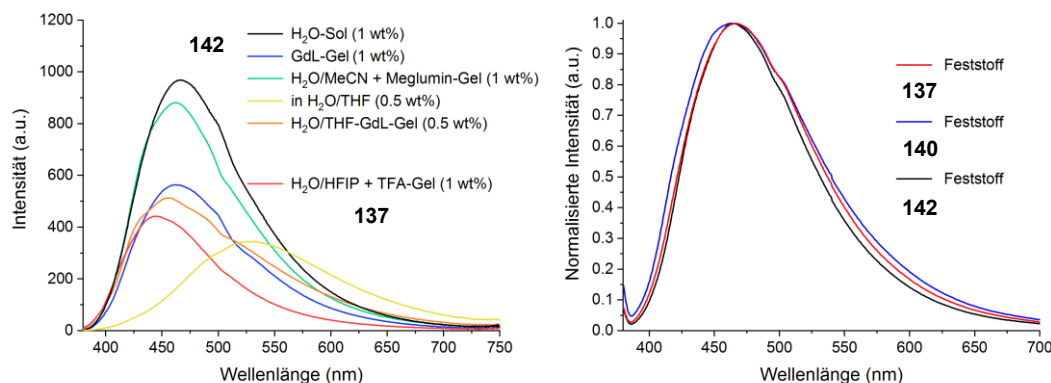 1200
1000
800
600
400
200
0
Intensität (a.u.)
400 450 500 550 600 650 700 750
Wellenlänge (nm)
142
H₂O-Sol (1 wt%)
GdL-Gel (1 wt%)
H₂O/MeCN + Meglumin-Gel (1 wt%)
in H₂O/THF (0.5 wt%)
H₂O/THF-GdL-Gel (0.5 wt%)
H₂O/HFIP + TFA-Gel (1 wt%)
137
1.0
0.9
0.8
0.7
0.6
0.5
0.4
0.3
0.2
0.1
0.0
Normalisierte Intensität (a.u.)
400 450 500 550 600 650 700
Wellenlänge (nm)
Feststoff
137
Feststoff
140
Feststoff
142